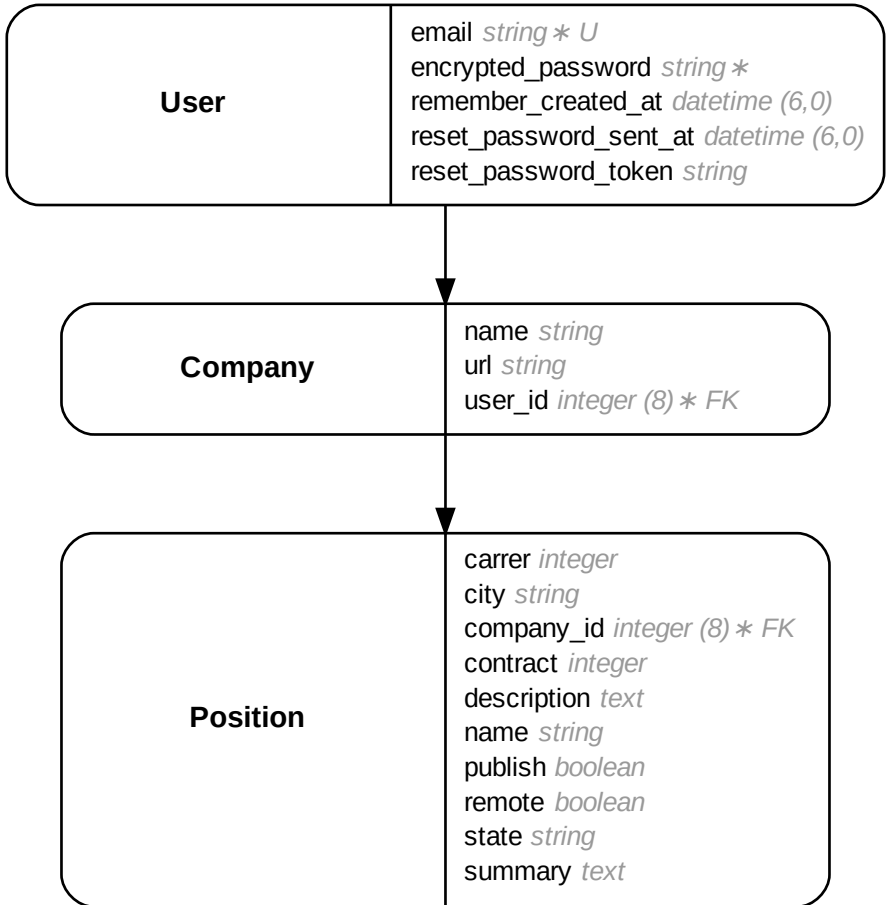 User
email string ∗ U
encrypted_password string ∗
remember_created_at datetime (6,0)
reset_password_sent_at datetime (6,0)
reset_password_token string
Company
name string
url string
user_id integer (8) ∗ FK
Position
carrer integer
city string
company_id integer (8) ∗ FK
contract integer
description text
name string
publish boolean
remote boolean
state string
summary text